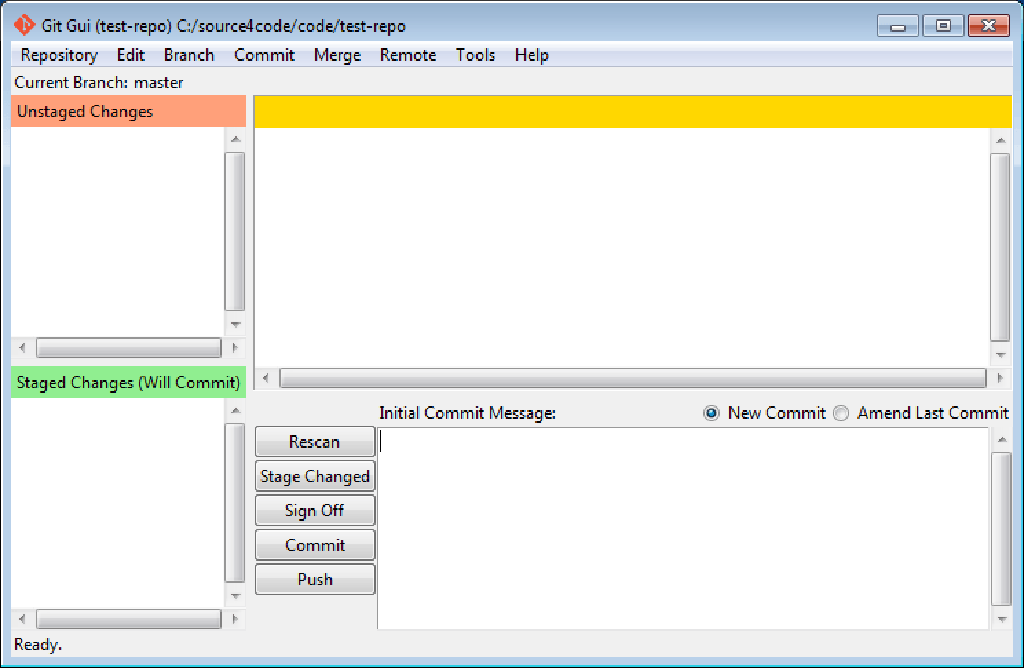 Git Gui (test-repo) C:/source4code/code/test-repo
Repository Edit Branch Commit Merge Remote Tools Help
Current Branch: master
Unstaged Changes
Staged Changes (Will Commit)
Initial Commit Message: New Commit Amend Last Commit
Rescan
Stage Changed
Sign Off
Commit
Push
Ready.